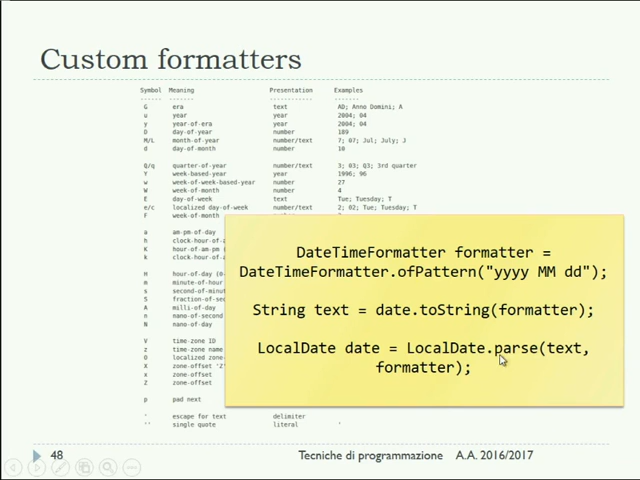 Custom formatters
Symbol Meaning Presentation Examples
------ ------- ------------ -------
G era text AD; Anno Domini; A
u year year 2004; 04
y year-of-era year 2004; 04
D day-of-year number 189
M/L month-of-year number/text 7; 07; Jul; July; J
d day-of-month number 10
Q/q quarter-of-year number/text 3; 03; Q3; 3rd quarter
Y week-based-year year 1996; 96
w week-of-week-based-year number 27
W week-of-month number 4
E day-of-week text Tue; Tuesday; T
e/c localized day-of-week number/text 2; 02; Tue; Tuesday; T
F week-of-month
a am-pm-of-day
h clock-hour-of-a
K hour-of-am-pm (
k clock-hour-of-a
H hour-of-day (0-
m minute-of-hour
s second-of-minut
S fraction-of-sec
A milli-of-day
n nano-of-second
N nano-of-day
V time-zone ID
z time-zone name
O localized zone-
X zone-offset 'Z'
x zone-offset
Z zone-offset
p pad next
' escape for text delimiter
'' single quote literal '
DateTimeFormatter formatter =
DateTimeFormatter.ofPattern("yyyy MM dd");
String text = date.toString(formatter);
LocalDate date = LocalDate.parse(text,
formatter);
48 Tecniche di programmazione A.A. 2016/2017